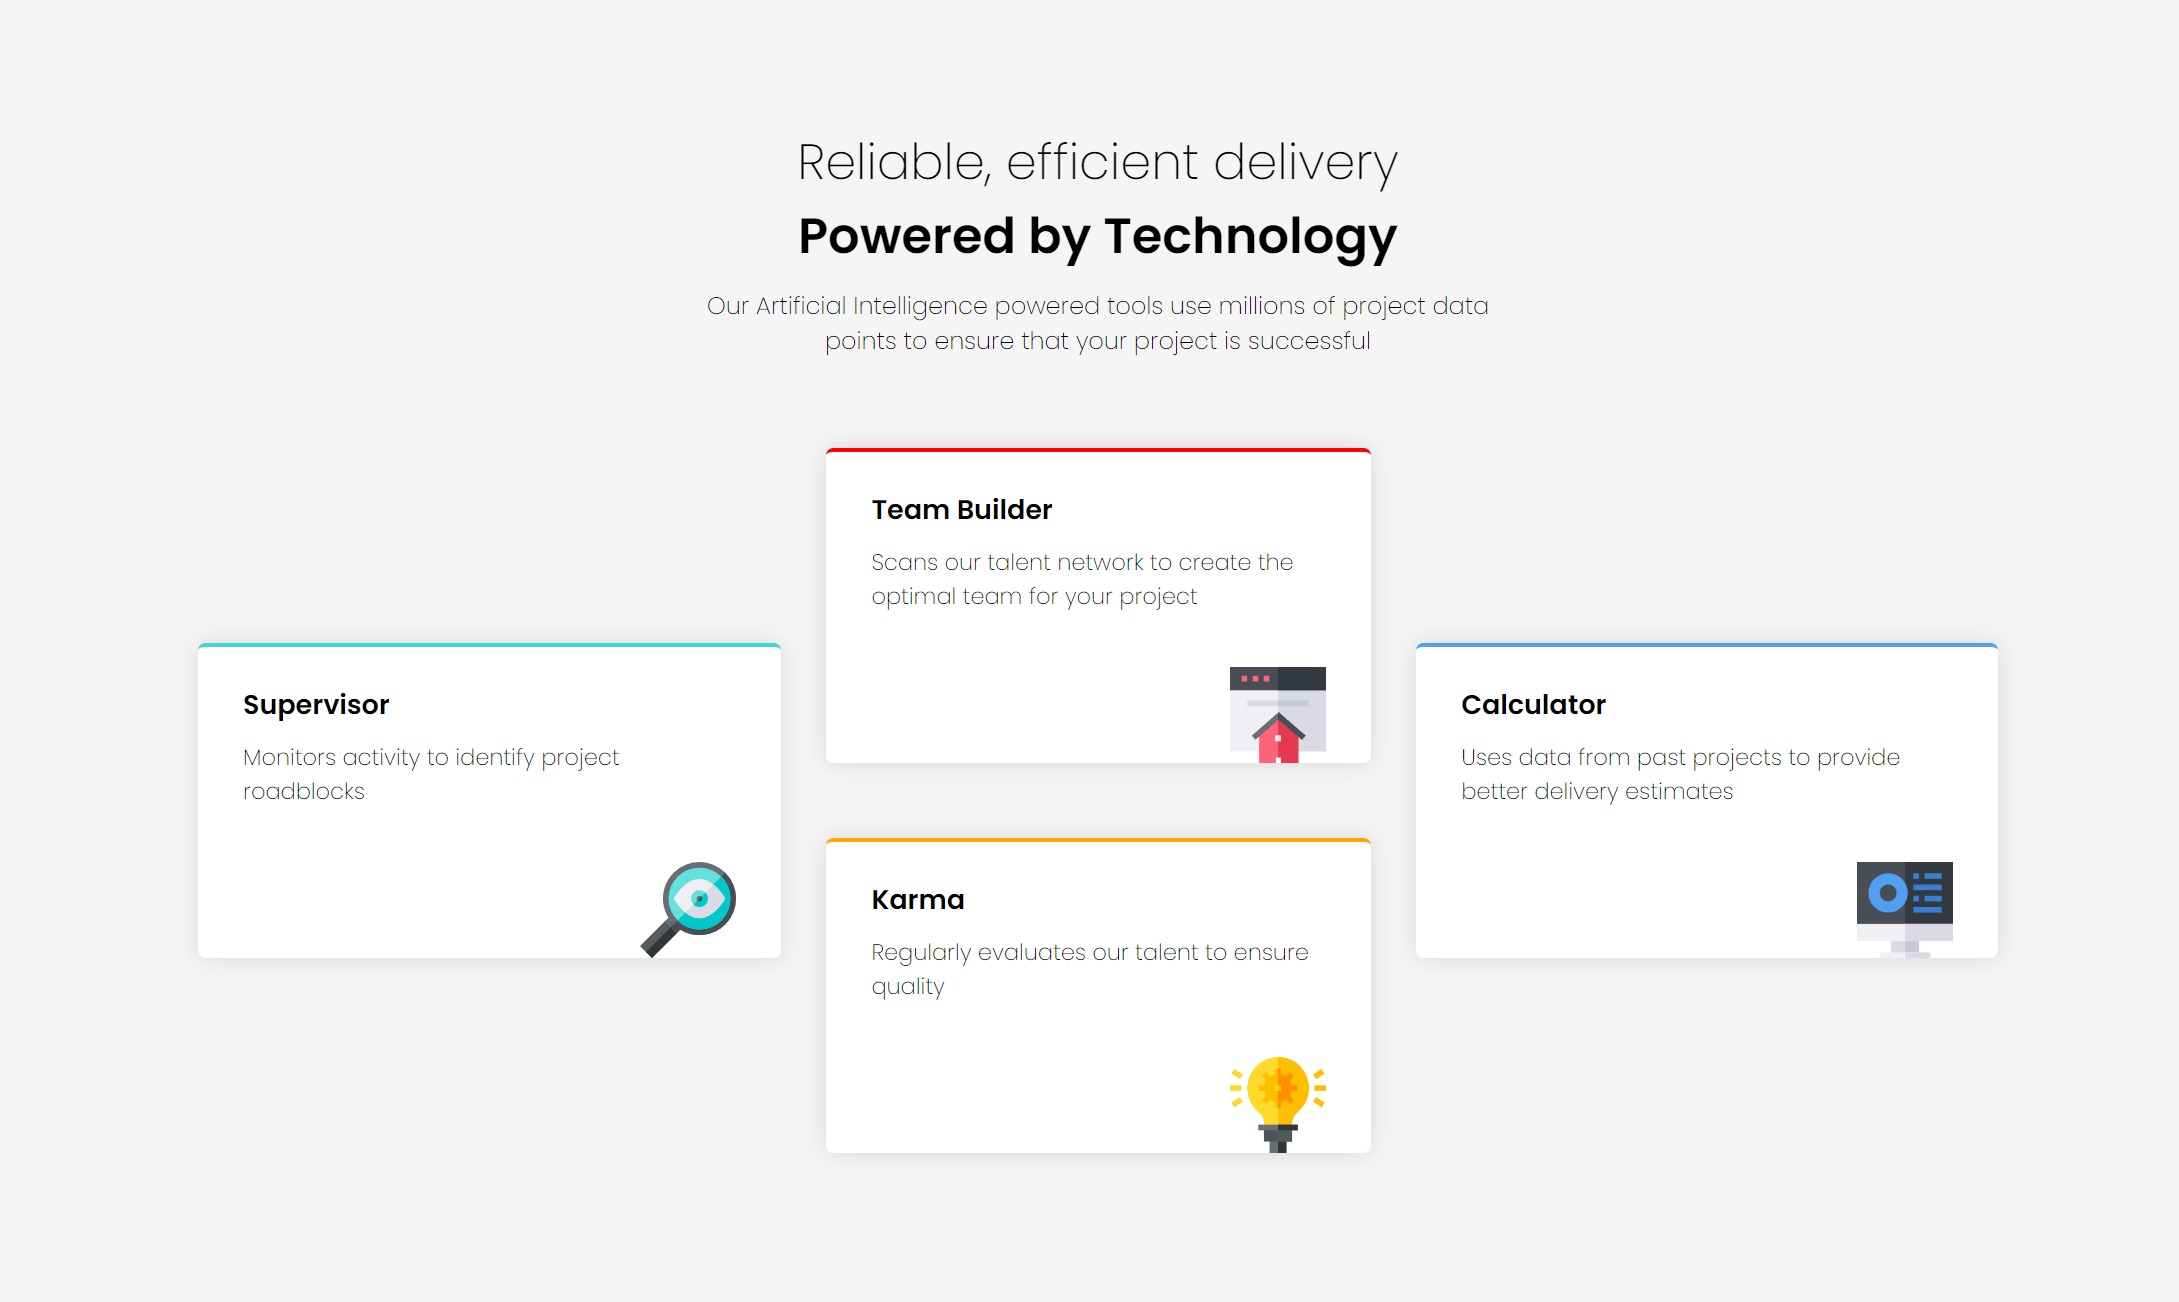 Reliable, efficient delivery
Powered by Technology
Our Artificial Intelligence powered tools use millions of project data
points to ensure that your project is successful
Team Builder
Scans our talent network to create the
optimal team for your project
Supervisor
Monitors activity to identify project
roadblocks
Calculator
Uses data from past projects to provide
better delivery estimates
Karma
Regularly evaluates our talent to ensure
quality